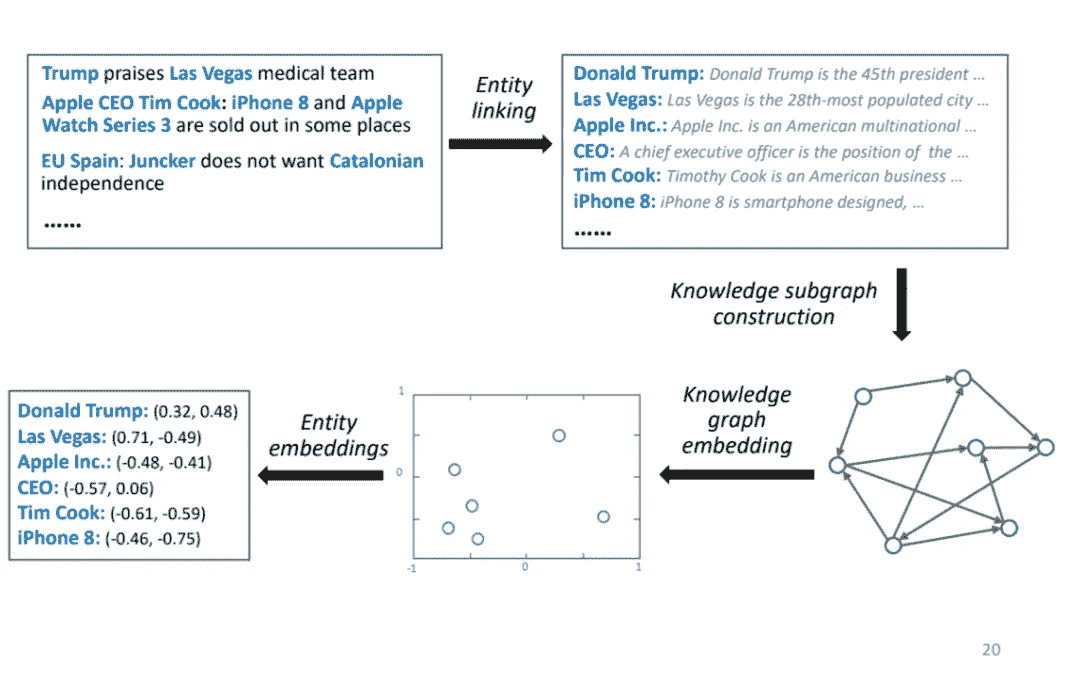 Trump praises Las Vegas medical team
Apple CEO Tim Cook: iPhone 8 and Apple
Watch Series 3 are sold out in some places
EU Spain: Juncker does not want Catalonian
independence
......
Entity
linking
Donald Trump: Donald Trump is the 45th president ...
Las Vegas: Las Vegas is the 28th-most populated city ...
Apple Inc.: Apple Inc. is an American multinational ...
CEO: A chief executive officer is the position of the ...
Tim Cook: Timothy Cook is an American business ...
iPhone 8: iPhone 8 is smartphone designed, ...
......
Knowledge subgraph
construction
Knowledge
graph
embedding
1
0
-1
0
1
Entity
embeddings
Donald Trump: (0.32, 0.48)
Las Vegas: (0.71, -0.49)
Apple Inc.: (-0.48, -0.41)
CEO: (-0.57, 0.06)
Tim Cook: (-0.61, -0.59)
iPhone 8: (-0.46, -0.75)
20